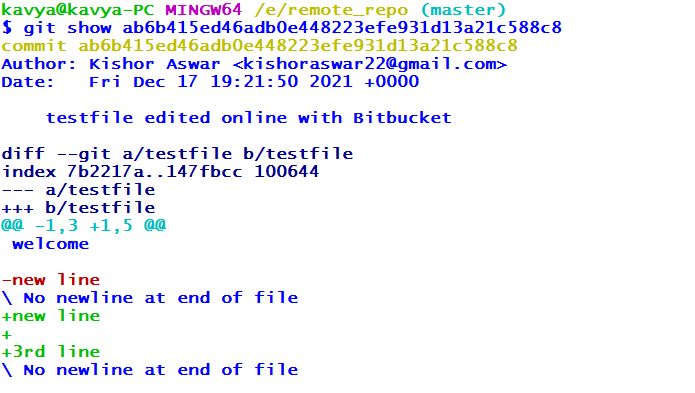 kavya@kavya-PC MINGW64 /e/remote_repo (master)
$ git show ab6b415ed46adb0e448223efe931d13a21c588c8
commit ab6b415ed46adb0e448223efe931d13a21c588c8
Author: Kishor Aswar <kishoraswar22@gmail.com>
Date:   Fri Dec 17 19:21:50 2021 +0000

    testfile edited online with Bitbucket

diff --git a/testfile b/testfile
index 7b2217a..147fbcc 100644
--- a/testfile
+++ b/testfile
@@ -1,3 +1,5 @@
 welcome

-new line
\ No newline at end of file
+new line
+
+3rd line
\ No newline at end of file